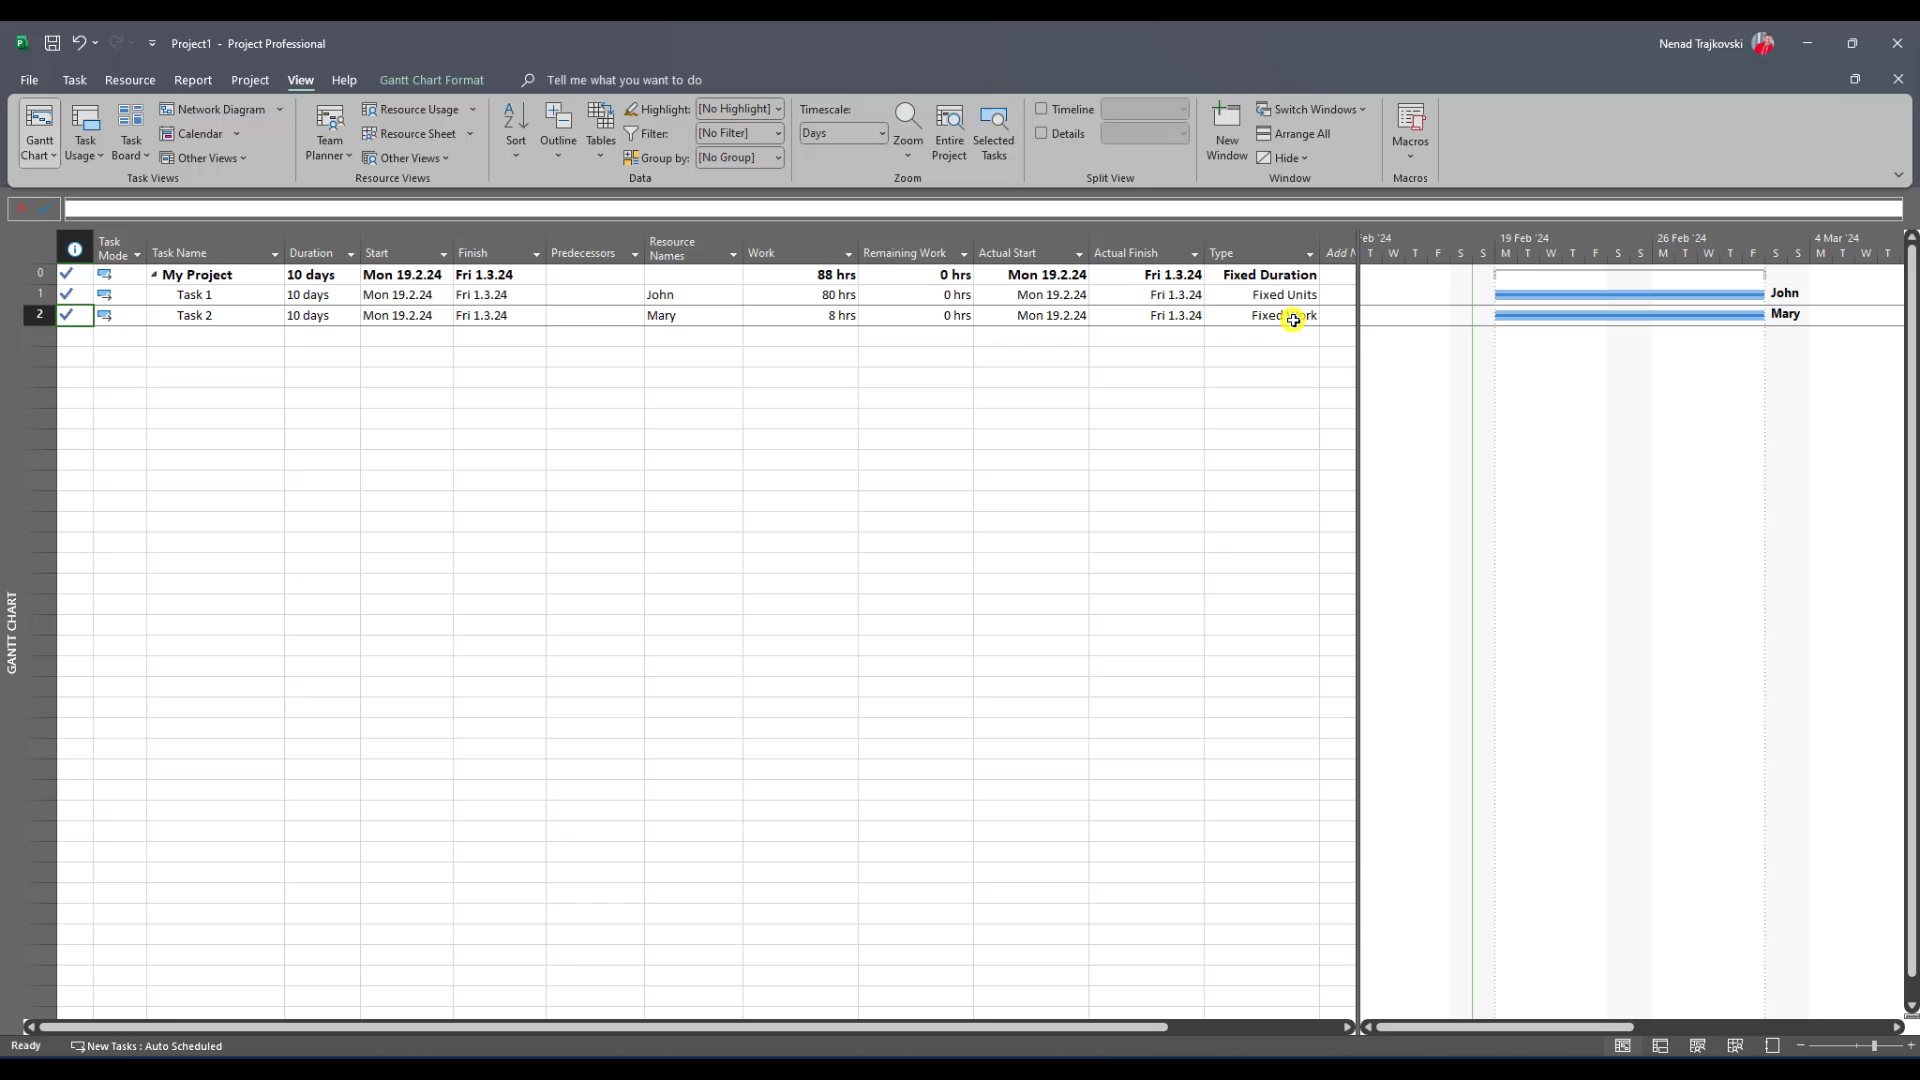 Project1 - Project Professional
Nenad Trajkovski
File Task Resource Report Project View Help Gantt Chart Format Tell me what you want to do
Gantt Chart
Task Usage
Task Board
Network Diagram
Calendar
Other Views
Task Views
Team Planner
Resource Usage
Resource Sheet
Other Views
Resource Views
Sort
Outline
Tables
Highlight: [No Highlight]
Filter: [No Filter]
Group by: [No Group]
Data
Timescale:
Days
Zoom
Entire Project
Selected Tasks
Zoom
Timeline
Details
Split View
New Window
Switch Windows
Arrange All
Hide
Window
Macros
Macros
Task Mode Task Name Duration Start Finish Predecessors Resource Names Work Remaining Work Actual Start Actual Finish Type Add N
0 My Project 10 days Mon 19.2.24 Fri 1.3.24 88 hrs 0 hrs Mon 19.2.24 Fri 1.3.24 Fixed Duration
1 Task 1 10 days Mon 19.2.24 Fri 1.3.24 John 80 hrs 0 hrs Mon 19.2.24 Fri 1.3.24 Fixed Units
2 Task 2 10 days Mon 19.2.24 Fri 1.3.24 Mary 8 hrs 0 hrs Mon 19.2.24 Fri 1.3.24
eb '24 19 Feb '24 26 Feb '24 4 Mar '24
T W T F S S M T W T F S S M T W T F S S M T W T
John
Mary
GANTT CHART
Ready New Tasks : Auto Scheduled